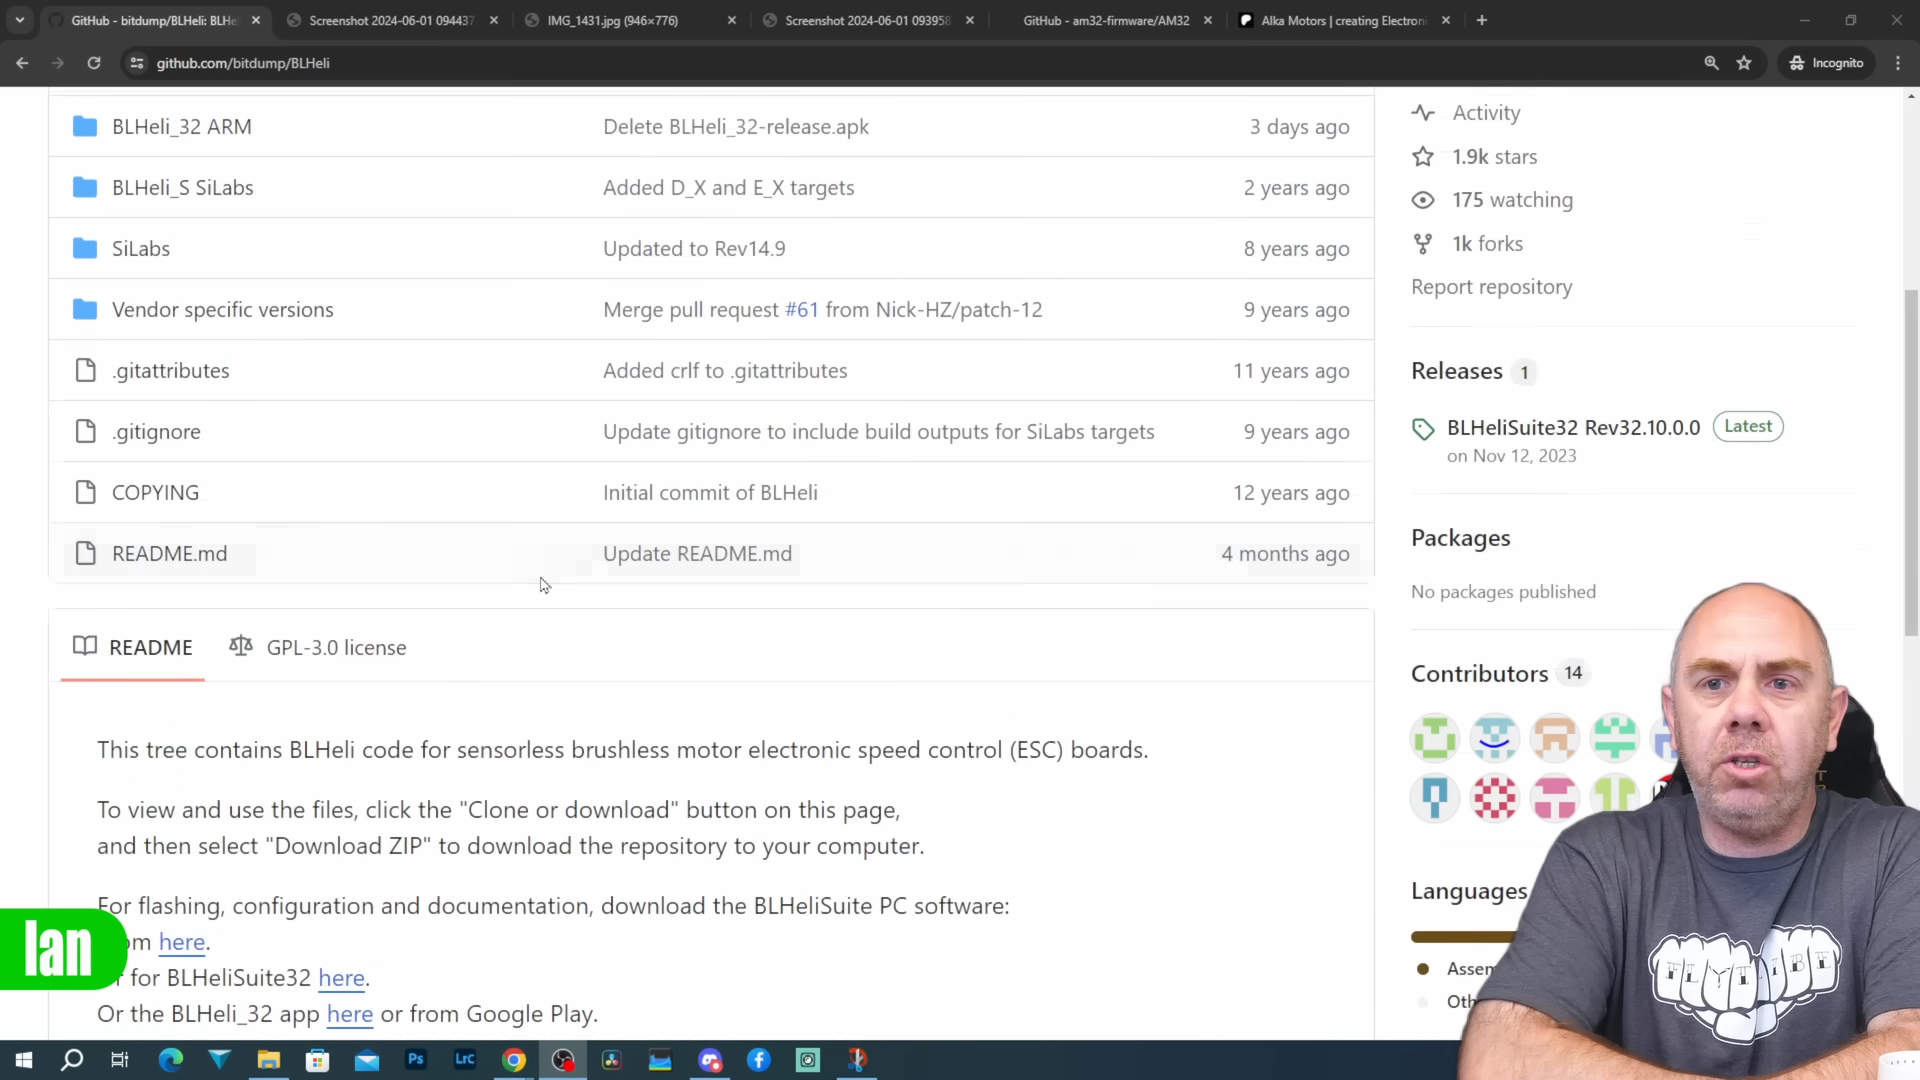 GitHub - bitdump/BLHeli: BLHe
Screenshot 2024-06-01 094437
IMG_1431.jpg (946×776)
Screenshot 2024-06-01 093958
GitHub - am32-firmware/AM32
Alka Motors | creating Electroni
github.com/bitdump/BLHeli
Incognito
BLHeli_32 ARM Delete BLHeli_32-release.apk 3 days ago
BLHeli_S SiLabs Added D_X and E_X targets 2 years ago
SiLabs Updated to Rev14.9 8 years ago
Vendor specific versions Merge pull request #61 from Nick-HZ/patch-12 9 years ago
.gitattributes Added crlf to .gitattributes 11 years ago
.gitignore Update gitignore to include build outputs for SiLabs targets 9 years ago
COPYING Initial commit of BLHeli 12 years ago
README.md Update README.md 4 months ago
README GPL-3.0 license
This tree contains BLHeli code for sensorless brushless motor electronic speed control (ESC) boards.
To view and use the files, click the "Clone or download" button on this page,
and then select "Download ZIP" to download the repository to your computer.
For flashing, configuration and documentation, download the BLHeliSuite PC software:
om here.
for BLHeliSuite32 here.
Or the BLHeli_32 app here or from Google Play.
Activity
1.9k stars
175 watching
1k forks
Report repository
Releases 1
BLHeliSuite32 Rev32.10.0.0 Latest
on Nov 12, 2023
Packages
No packages published
Contributors 14
Languages
Assem
Oth
Ian
Ps
LrC